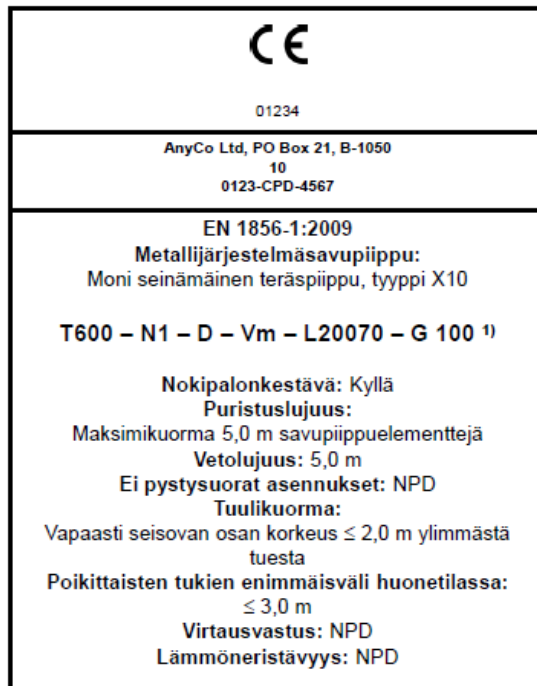 CE
01234
AnyCo Ltd, PO Box 21, B-1050
10
0123-CPD-4567
EN 1856-1:2009
Metallijärjestelmäsavupiippu:
Moni seinämäinen teräspiippu, tyyppi X10
T600 – N1 – D – Vm – L20070 – G 100 ¹⁾
Nokipalonkestävä: Kyllä
Puristuslujuus:
Maksimikuorma 5,0 m savupiippuelementtejä
Vetolujuus: 5,0 m
Ei pystysuorat asennukset: NPD
Tuulikuorma:
Vapaasti seisovan osan korkeus ≤ 2,0 m ylimmästä
tuesta
Poikittaisten tukien enimmäisväli huonetilassa:
≤ 3,0 m
Virtausvastus: NPD
Lämmöneristävyys: NPD